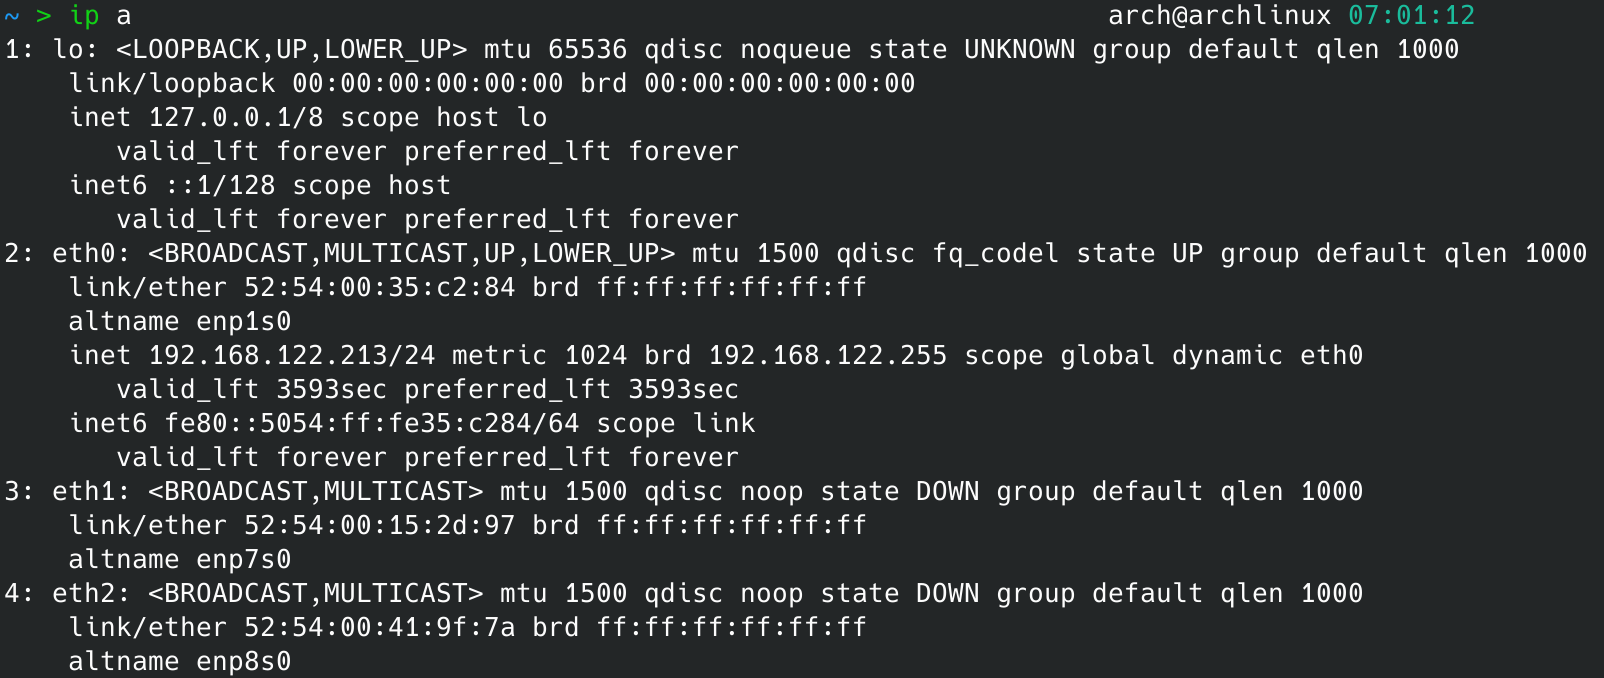 ~ > ip a arch@archlinux 07:01:12
1: lo: <LOOPBACK,UP,LOWER_UP> mtu 65536 qdisc noqueue state UNKNOWN group default qlen 1000
    link/loopback 00:00:00:00:00:00 brd 00:00:00:00:00:00
    inet 127.0.0.1/8 scope host lo
       valid_lft forever preferred_lft forever
    inet6 ::1/128 scope host
       valid_lft forever preferred_lft forever
2: eth0: <BROADCAST,MULTICAST,UP,LOWER_UP> mtu 1500 qdisc fq_codel state UP group default qlen 1000
    link/ether 52:54:00:35:c2:84 brd ff:ff:ff:ff:ff:ff
    altname enp1s0
    inet 192.168.122.213/24 metric 1024 brd 192.168.122.255 scope global dynamic eth0
       valid_lft 3593sec preferred_lft 3593sec
    inet6 fe80::5054:ff:fe35:c284/64 scope link
       valid_lft forever preferred_lft forever
3: eth1: <BROADCAST,MULTICAST> mtu 1500 qdisc noop state DOWN group default qlen 1000
    link/ether 52:54:00:15:2d:97 brd ff:ff:ff:ff:ff:ff
    altname enp7s0
4: eth2: <BROADCAST,MULTICAST> mtu 1500 qdisc noop state DOWN group default qlen 1000
    link/ether 52:54:00:41:9f:7a brd ff:ff:ff:ff:ff:ff
    altname enp8s0